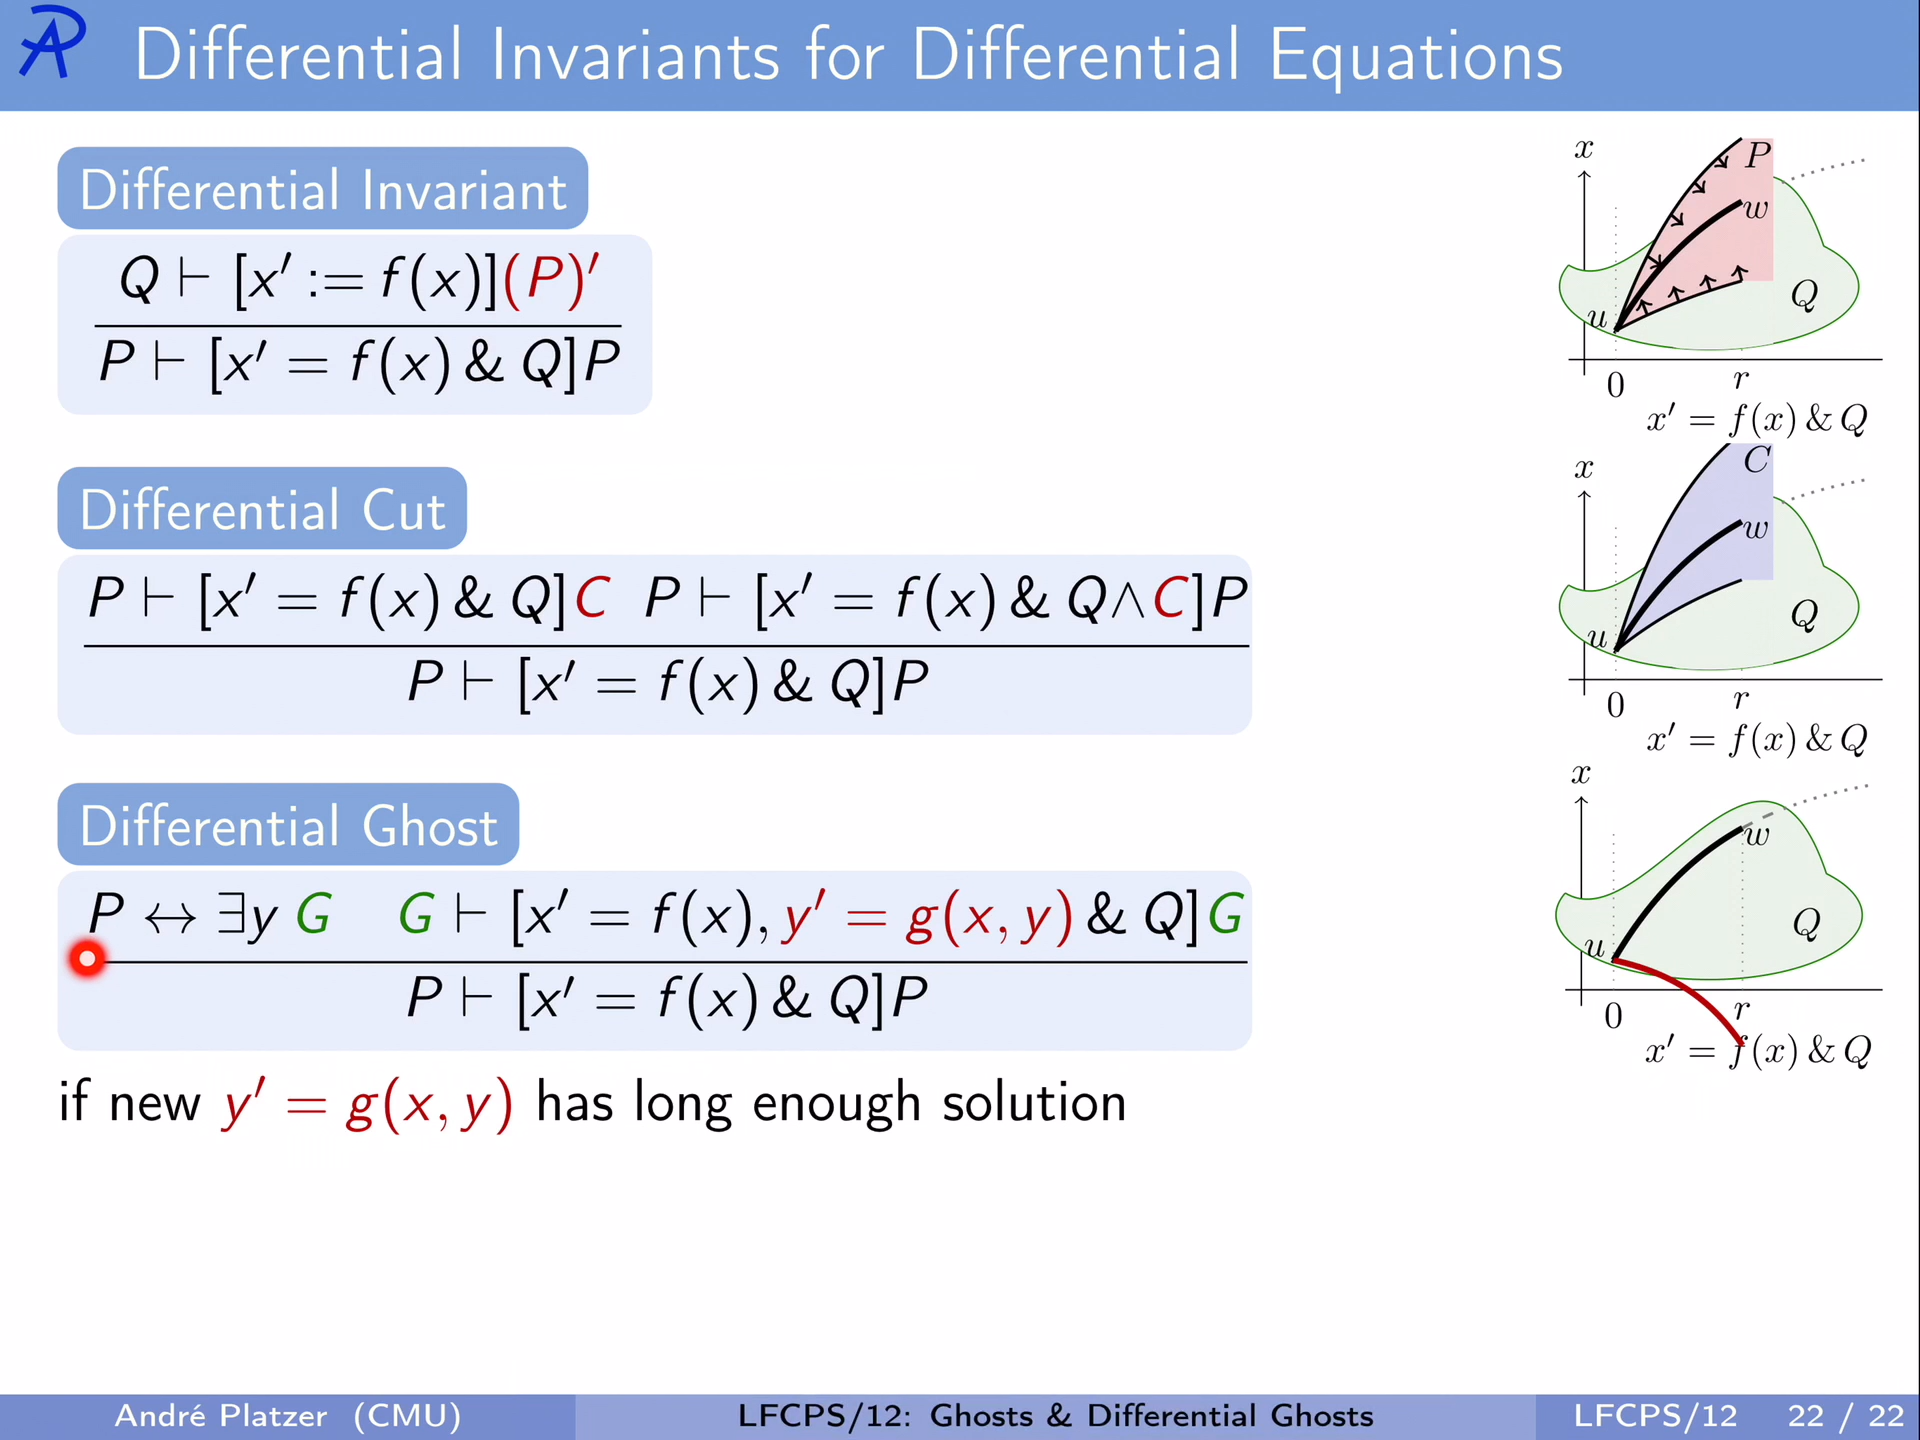 Differential Invariants for Differential Equations
Differential Invariant
Q ⊢ [x′ := f(x)](P)′
P ⊢ [x′ = f(x) & Q]P
Differential Cut
P ⊢ [x′ = f(x) & Q]C P ⊢ [x′ = f(x) & Q∧C]P
P ⊢ [x′ = f(x) & Q]P
Differential Ghost
P ↔ ∃y G G ⊢ [x′ = f(x), y′ = g(x, y) & Q]G
P ⊢ [x′ = f(x) & Q]P
if new y′ = g(x, y) has long enough solution
x
P
w
Q
u
0 r
x′ = f(x) & Q
x
C
w
Q
u
0 r
x′ = f(x) & Q
x
w
Q
u
0 r
x′ = f(x) & Q
André Platzer (CMU) LFCPS/12: Ghosts & Differential Ghosts LFCPS/12 22 / 22